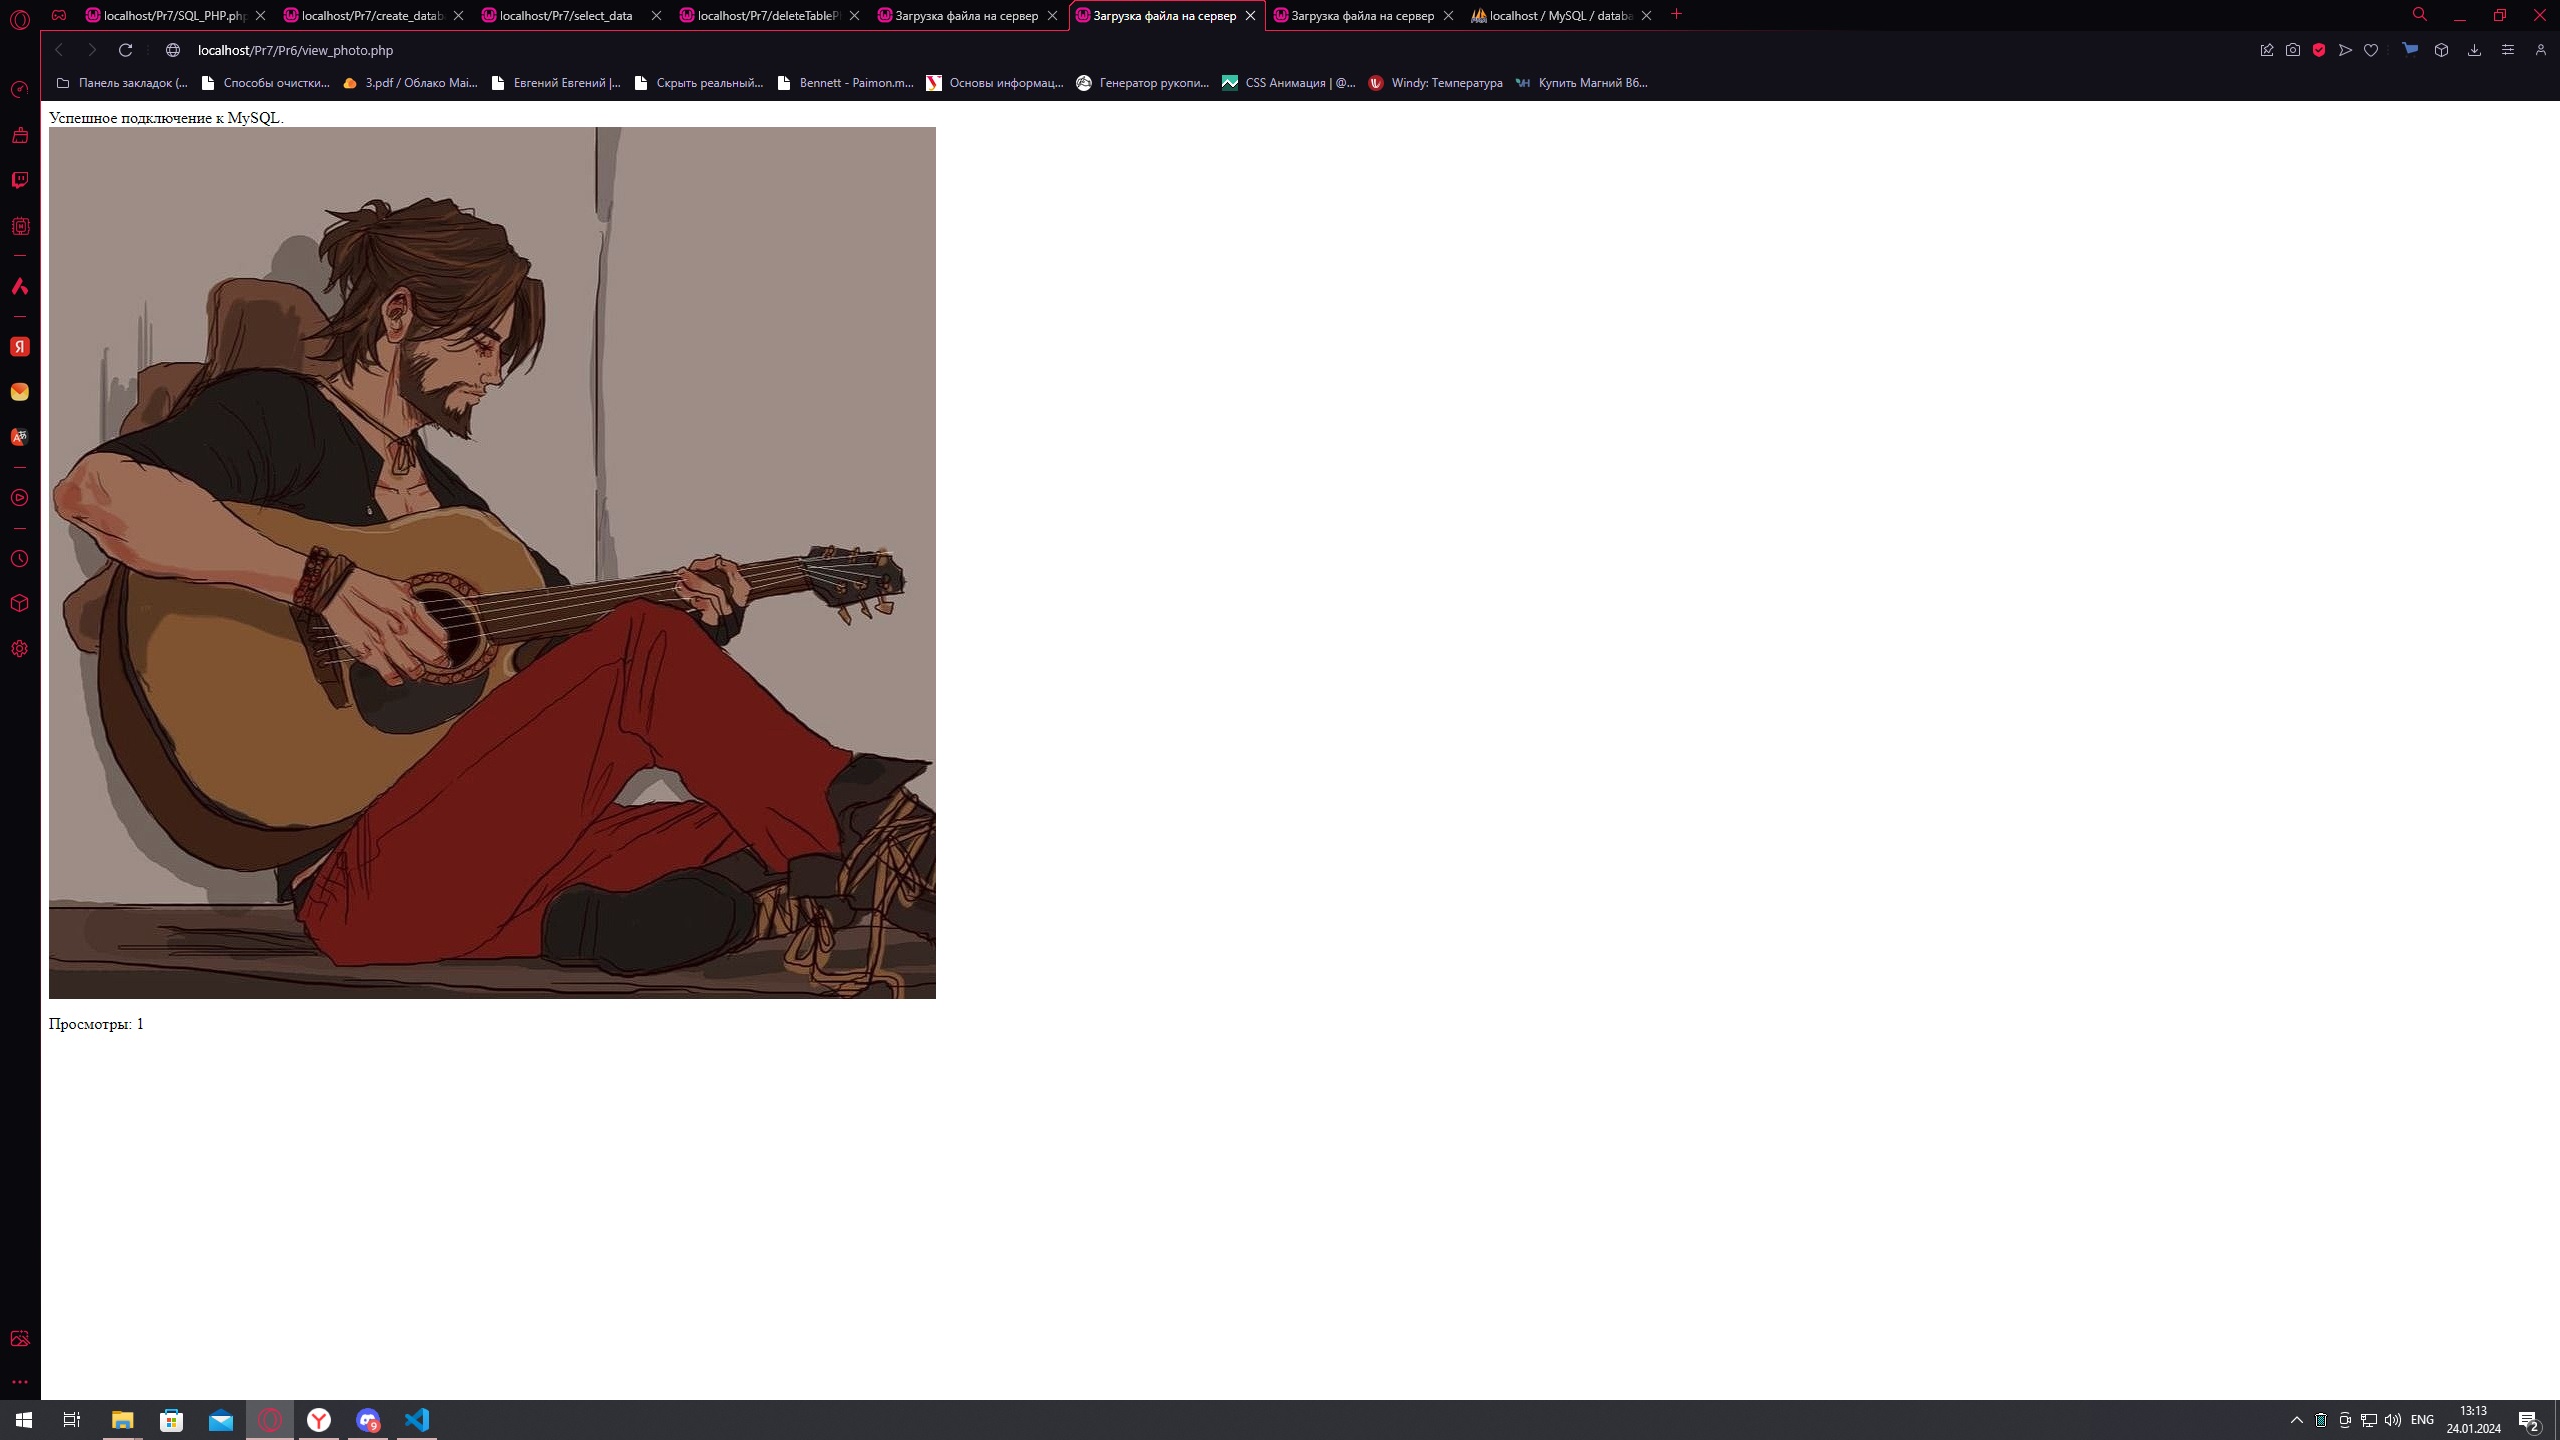 localhost/Pr7/SQL_PHP.php
localhost/Pr7/create_datab
localhost/Pr7/select_data
localhost/Pr7/deleteTableP
Загрузка файла на сервер
Загрузка файла на сервер
Загрузка файла на сервер
localhost / MySQL / databa
localhost/Pr7/Pr6/view_photo.php
Панель закладок (...
Способы очистки...
3.pdf / Облако Mai...
Евгений Евгений |...
Скрыть реальный...
Bennett - Paimon.m...
Основы информац...
Генератор рукопи...
CSS Анимация | @...
Windy: Температура
Купить Магний В6...
Успешное подключение к MySQL.
Просмотры: 1
9
ENG
13:13
24.01.2024
2